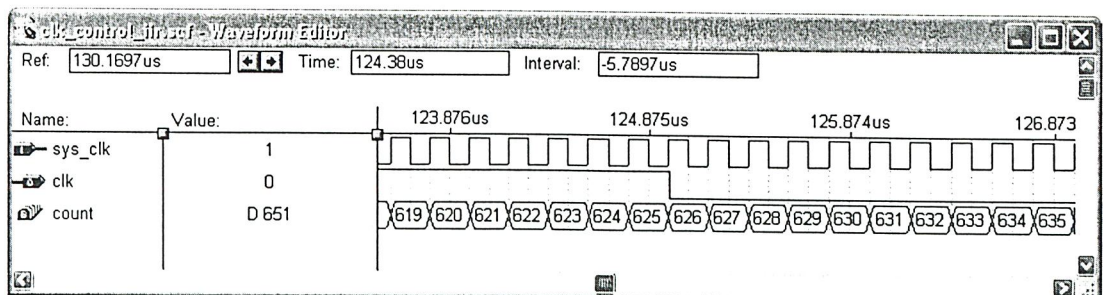 clk_control_ifr.scf - Waveform Editor
Ref: 130.1697us Time: 124.38us Interval: -5.7897us
Name: Value: 123.876us 124.875us 125.874us 126.873
sys_clk 1
clk 0
count D 651 619 620 621 622 623 624 625 626 627 628 629 630 631 632 633 634 635